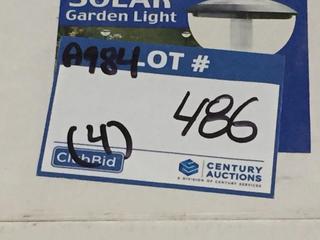 SOLAR
Garden Light
A984 LOT #
486
(4)
ClubBid
CENTURY
AUCTIONS
A DIVISION OF CENTURY SERVICES